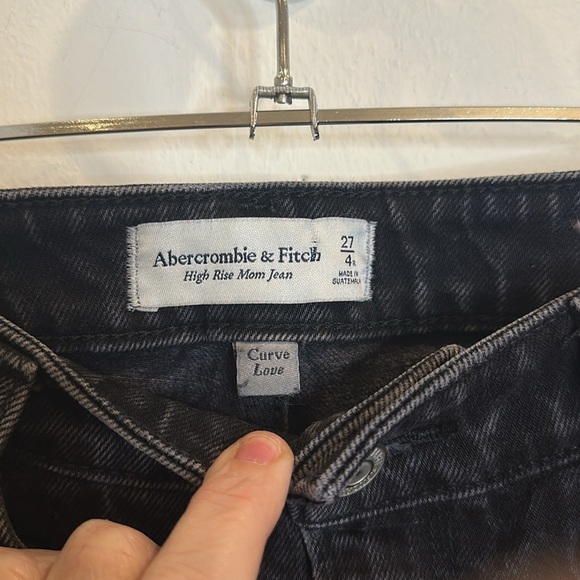 Abercrombie & Fitch
High Rise Mom Jean
27
4R
MADE IN
GUATEMALA
Curve
Love